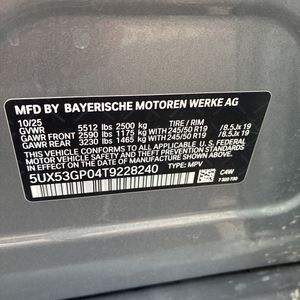 MFD BY BAYERISCHE MOTOREN WERKE AG
10/25 TIRE / RIM
GVWR 5512 lbs 2500 kg
GAWR FRONT 2590 lbs 1175 kg WITH 245/50 R19 /8.5Jx 19
GAWR REAR 3230 lbs 1465 kg WITH 245/50 R19 /8.5Jx 19
THIS VEHICLE CONFORMS TO ALL APPLICABLE U.S. FEDERAL
MOTOR VEHICLE SAFETY, BUMPER, AND THEFT PREVENTION
STANDARDS IN EFFECT ON THE DATE OF MANUFACTURE SHOWN ABOVE.
5UX53GP04T9228240 C4W
TYPE: MPV